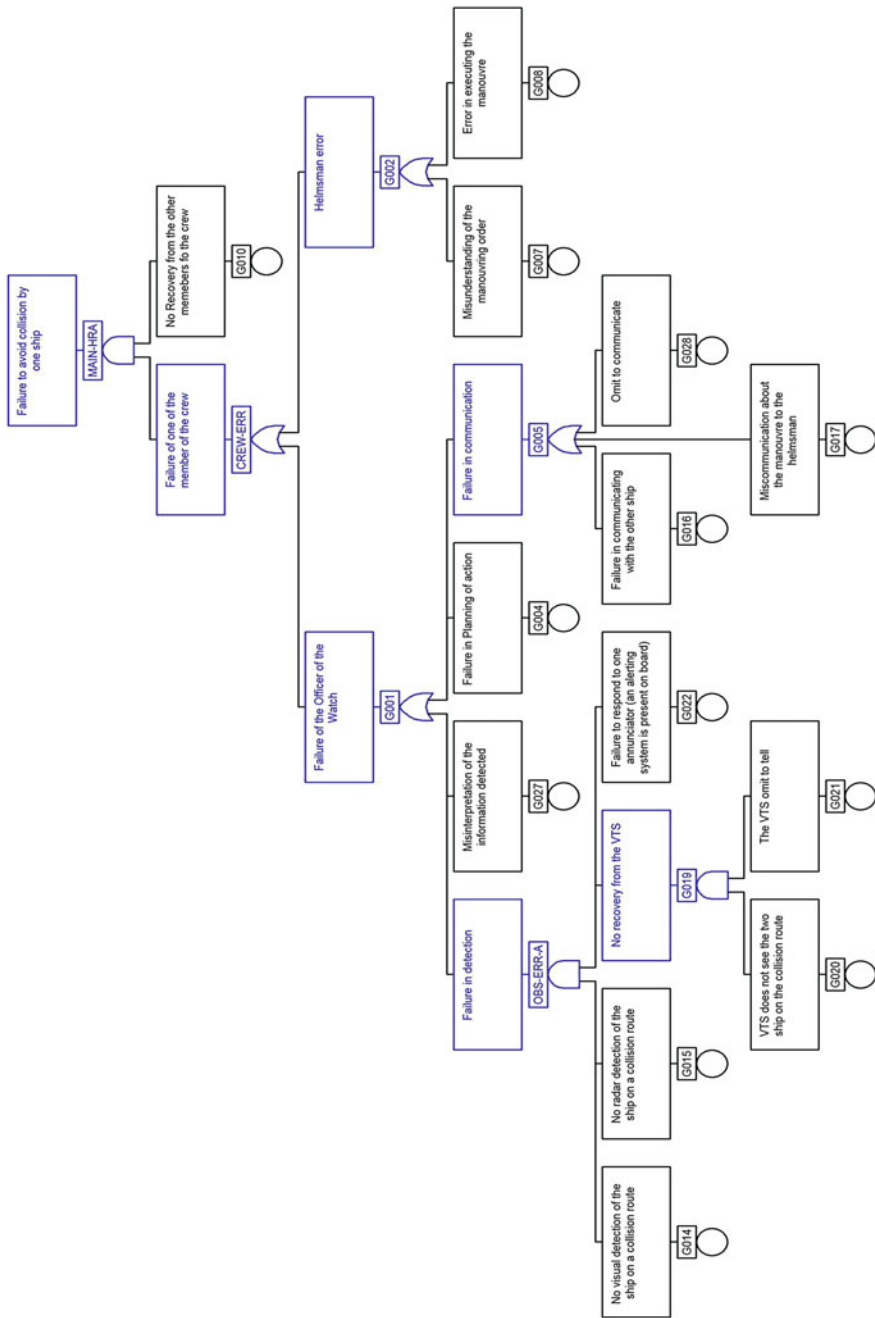 Failure to avoid collision by
one ship
MAIN-HRA
Failure of one of the
member of the crew
CREW-ERR
No Recovery from the other
memebers fo the crew
G010
Failure of the Officer of the
Watch
G001
Helmsman error
G002
Failure in detection
OBS-ERR-A
Misinterpretation of the
information detected
G027
Failure in Planning of action
G004
Failure in communication
G005
Misunderstanding of the
manouvring order
G007
Error in executing the
manouvre
G008
No visual detection of the
ship on a collision route
G014
No radar detection of the
ship on a collision route
G015
No recovery from the VTS
G019
Failure to respond to one
annunciator (an alerting
system is present on board)
G022
Failure in communicating
with the other ship
G016
Omit to communicate
G028
VTS does not see the two
ship on the collision route
G020
The VTS omit to tell
G021
Miscommunication about
the manouvre to the
helmsman
G017